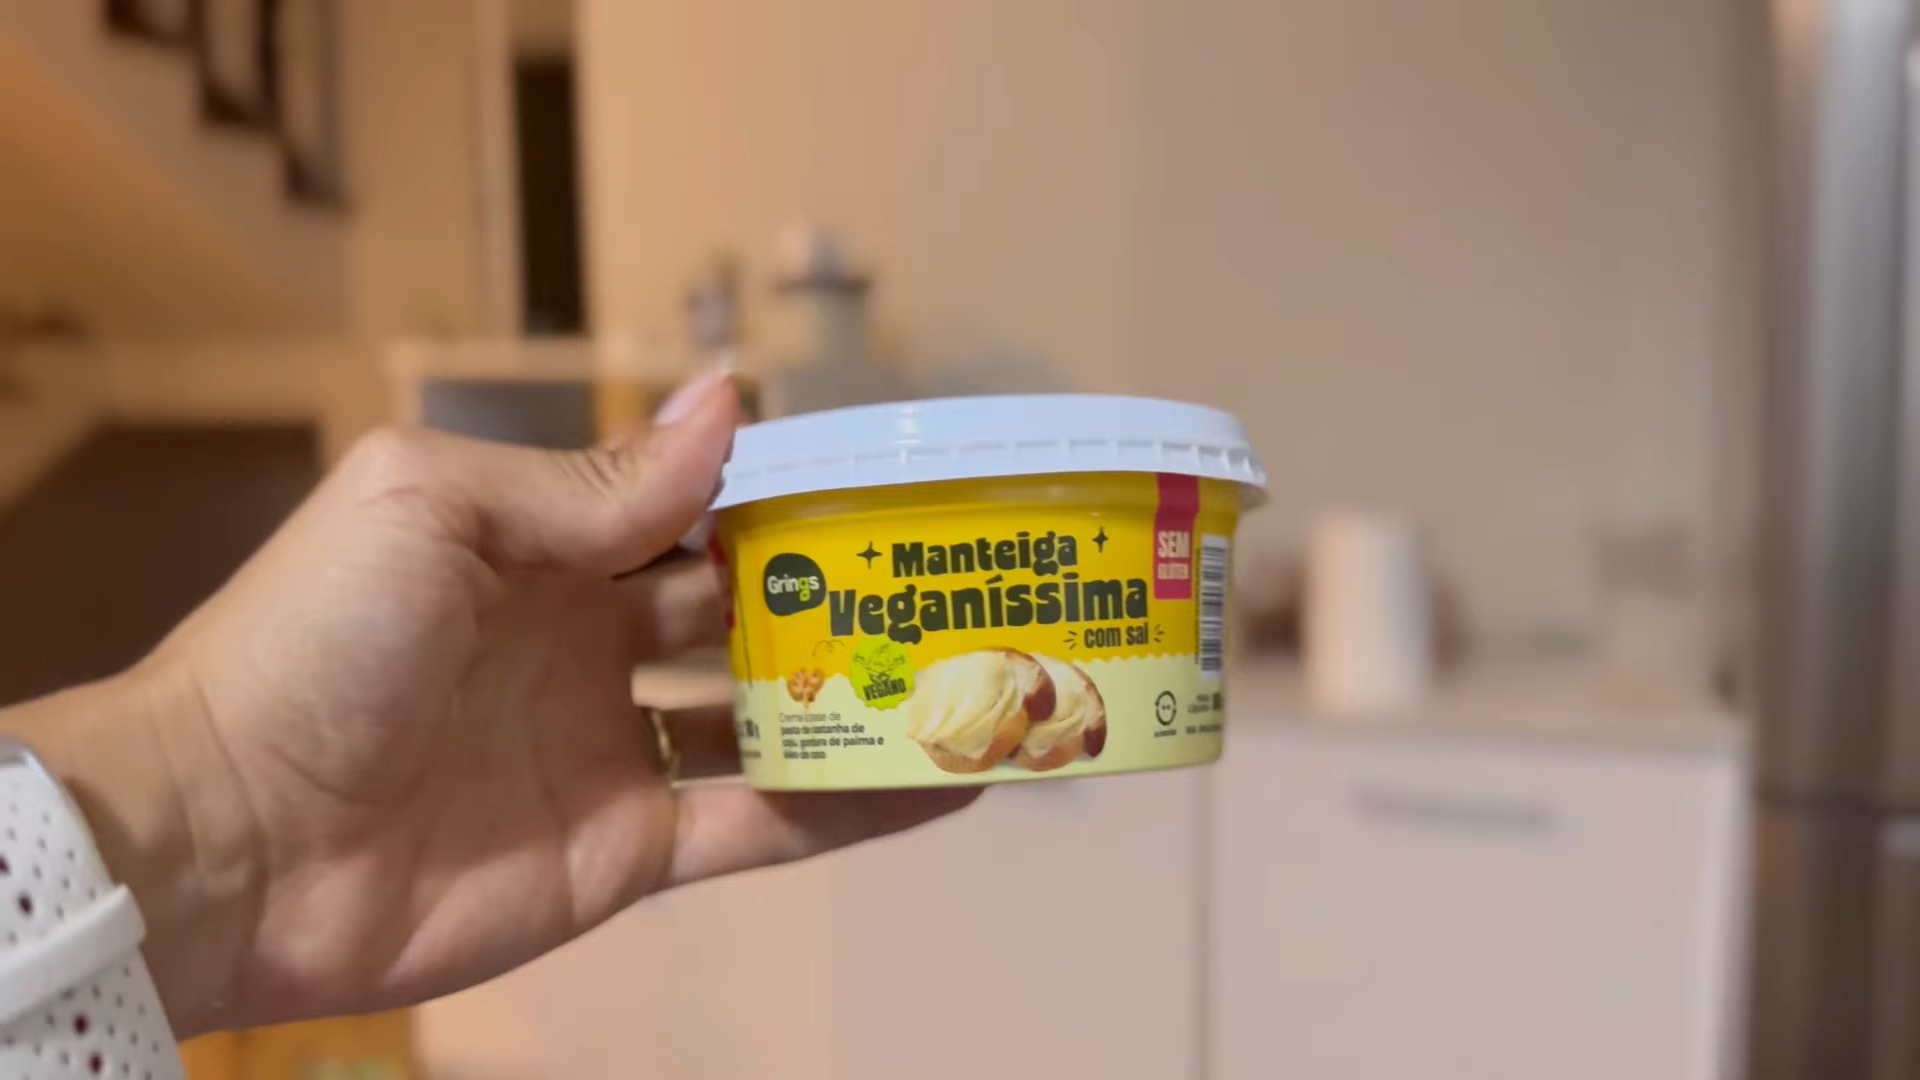 Grings
Manteiga
Veganíssima
com sal
SEM
GLÚTEN
VEGANO
Creme à base de
pasta de castanha de
caju, gordura de palma e
óleo de coco